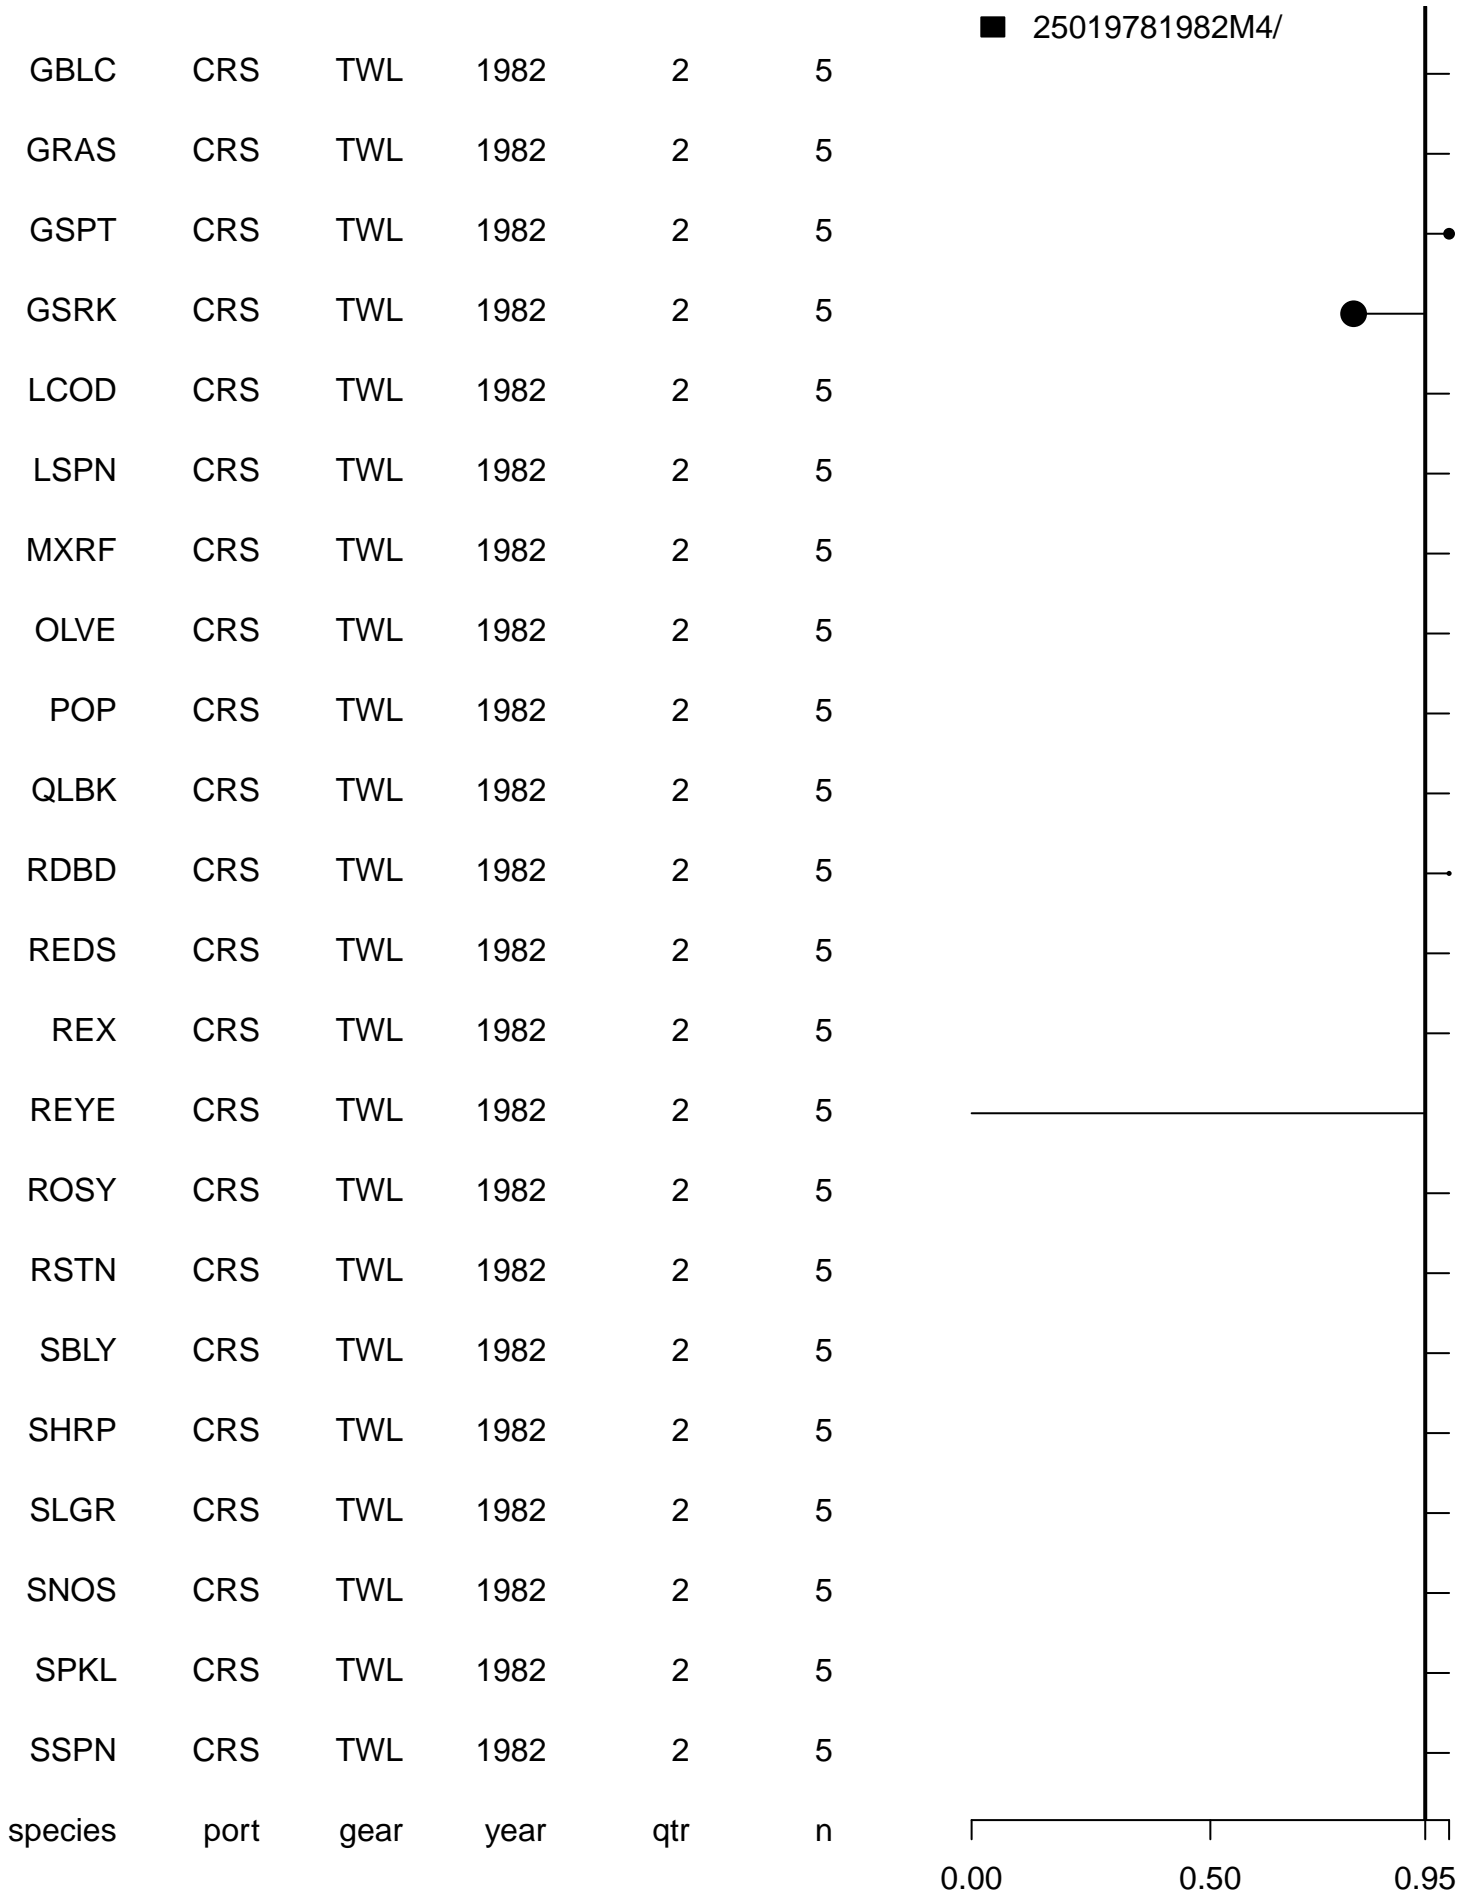 25019781982M4/
GBLC CRS TWL 1982 2 5
GRAS CRS TWL 1982 2 5
GSPT CRS TWL 1982 2 5
GSRK CRS TWL 1982 2 5
LCOD CRS TWL 1982 2 5
LSPN CRS TWL 1982 2 5
MXRF CRS TWL 1982 2 5
OLVE CRS TWL 1982 2 5
POP CRS TWL 1982 2 5
QLBK CRS TWL 1982 2 5
RDBD CRS TWL 1982 2 5
REDS CRS TWL 1982 2 5
REX CRS TWL 1982 2 5
REYE CRS TWL 1982 2 5
ROSY CRS TWL 1982 2 5
RSTN CRS TWL 1982 2 5
SBLY CRS TWL 1982 2 5
SHRP CRS TWL 1982 2 5
SLGR CRS TWL 1982 2 5
SNOS CRS TWL 1982 2 5
SPKL CRS TWL 1982 2 5
SSPN CRS TWL 1982 2 5
species port gear year qtr n
0.00 0.50 0.95